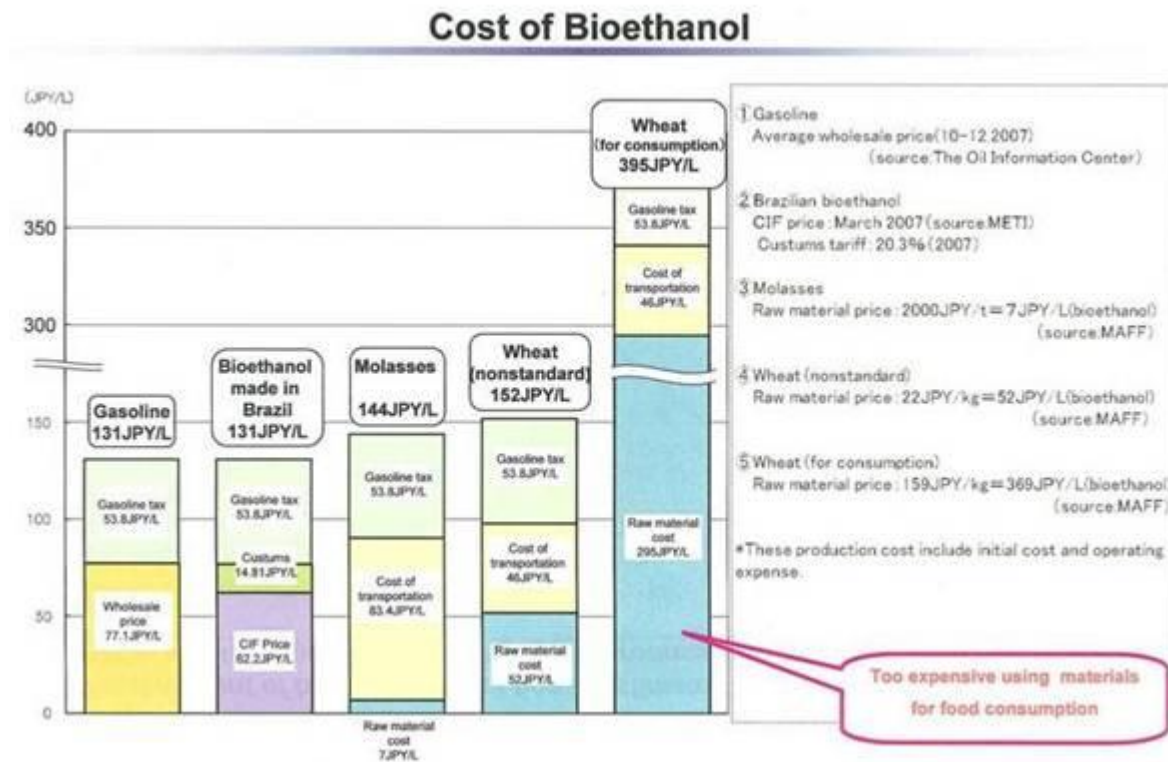 Cost of Bioethanol
(JPY/L)
400
350
300
150
100
50
0
Gasoline
131JPY/L
Gasoline tax
53.8JPY/L
Wholesale
price
77.1JPY/L
Bioethanol
made in
Brazil
131JPY/L
Gasoline tax
53.8JPY/L
Custums
14.81JPY/L
CIF Price
62.2JPY/L
Molasses
144JPY/L
Gasoline tax
53.8JPY/L
Cost of
transportation
83.4JPY/L
Raw material
cost
7JPY/L
Wheat
(nonstandard)
152JPY/L
Gasoline tax
53.8JPY/L
Cost of
transportation
46JPY/L
Raw material
cost
52JPY/L
Wheat
(for consumption)
395JPY/L
Gasoline tax
53.8JPY/L
Cost of
transportation
46JPY/L
Raw material
cost
295JPY/L
① Gasoline
Average wholesale price(10-12 2007)
(source:The Oil Information Center)
② Brazilian bioethanol
CIF price : March 2007 (source:METI)
Custums tariff : 20.3% (2007)
③ Molasses
Raw material price : 2000JPY/t=7JPY/L(bioethanol)
(source:MAFF)
④ Wheat (nonstandard)
Raw material price : 22JPY/kg=52JPY/L(bioethanol)
(source:MAFF)
⑤ Wheat (for consumption)
Raw material price : 159JPY/kg=369JPY/L(bioethanol
(source:MAFF)
*These production cost include initial cost and operating
expense.
Too expensive using materials
for food consumption